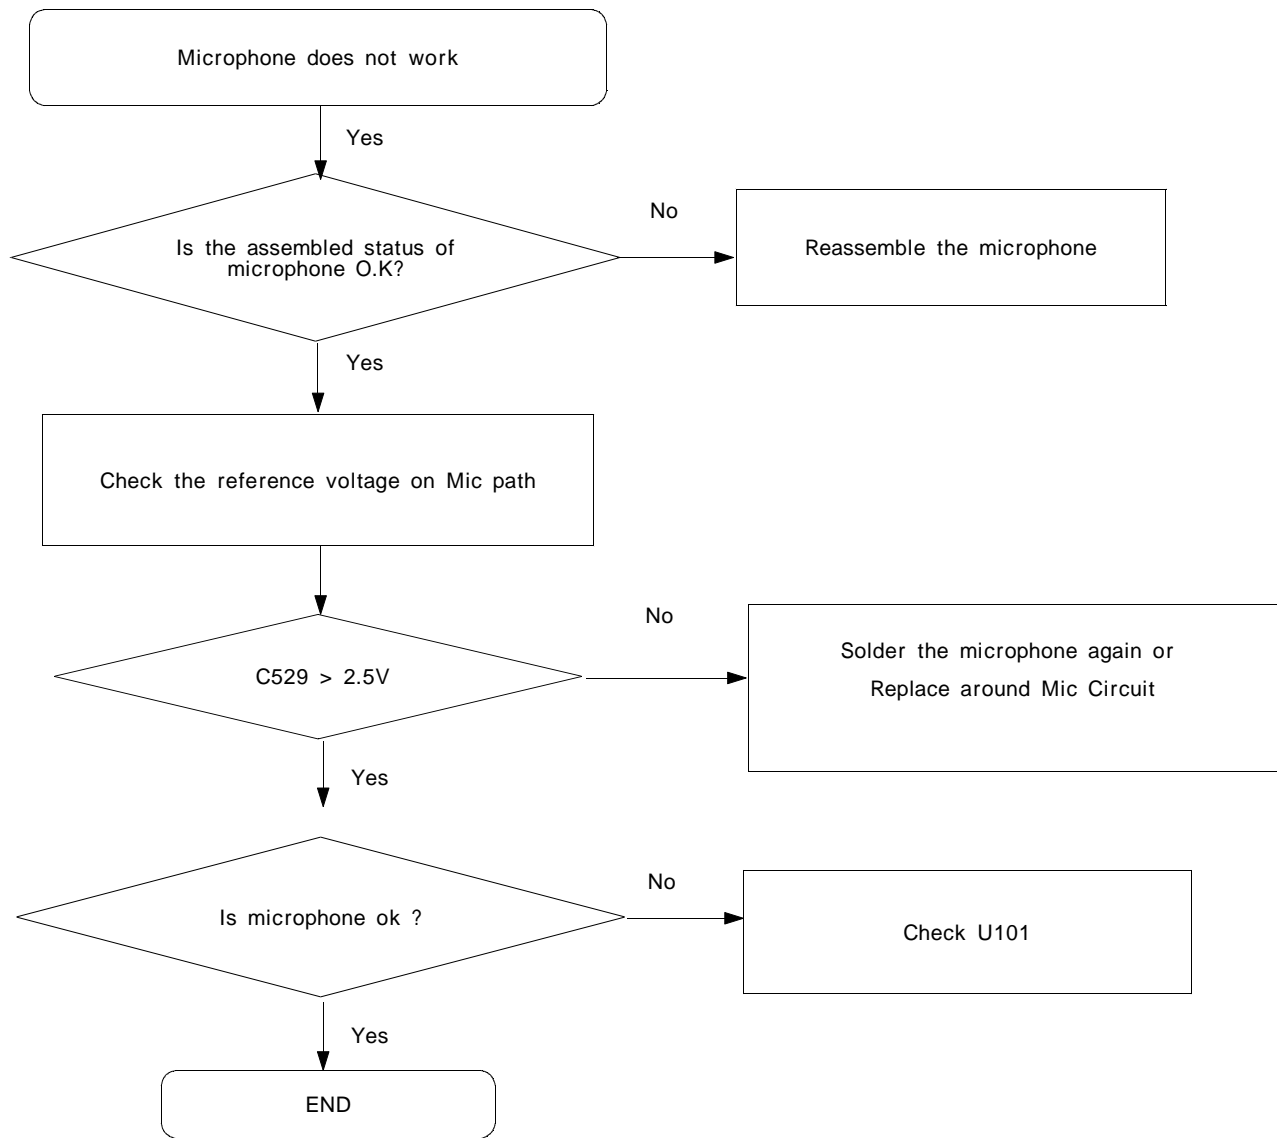 Microphone does not work
Yes
Is the assembled status of
microphone O.K?
No
Reassemble the microphone
Yes
Check the reference voltage on Mic path
C529 > 2.5V
No
Solder the microphone again or
Replace around Mic Circuit
Yes
Is microphone ok ?
No
Check U101
Yes
END